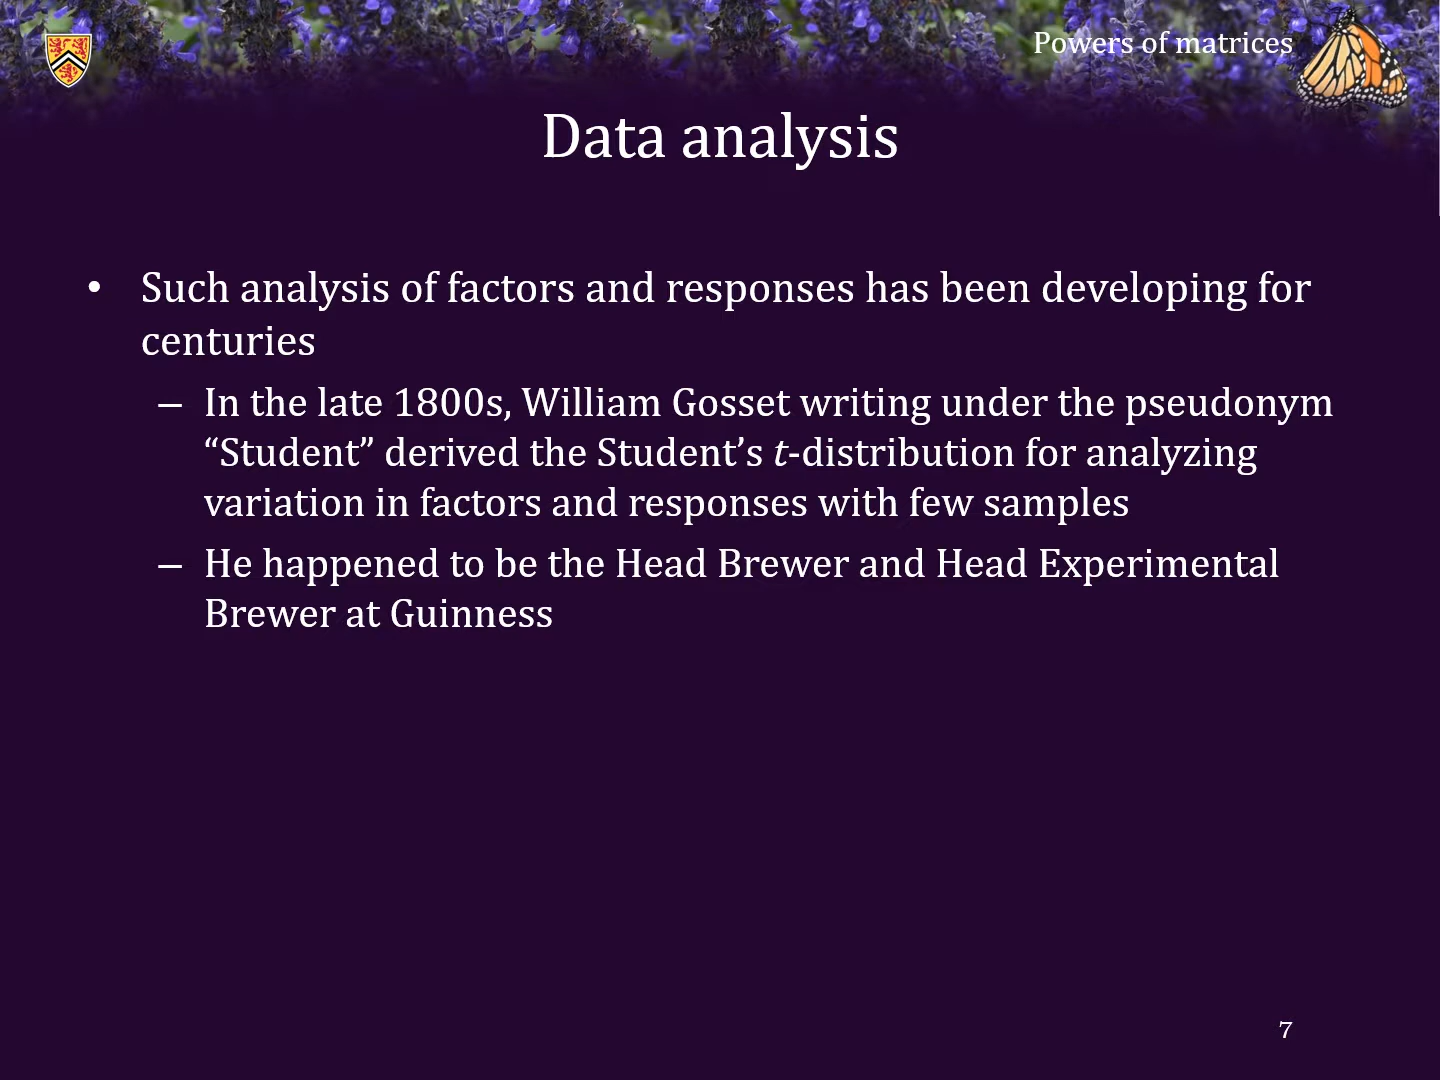 Powers of matrices
Data analysis
• Such analysis of factors and responses has been developing for
centuries
– In the late 1800s, William Gosset writing under the pseudonym
“Student” derived the Student’s t-distribution for analyzing
variation in factors and responses with few samples
– He happened to be the Head Brewer and Head Experimental
Brewer at Guinness
7